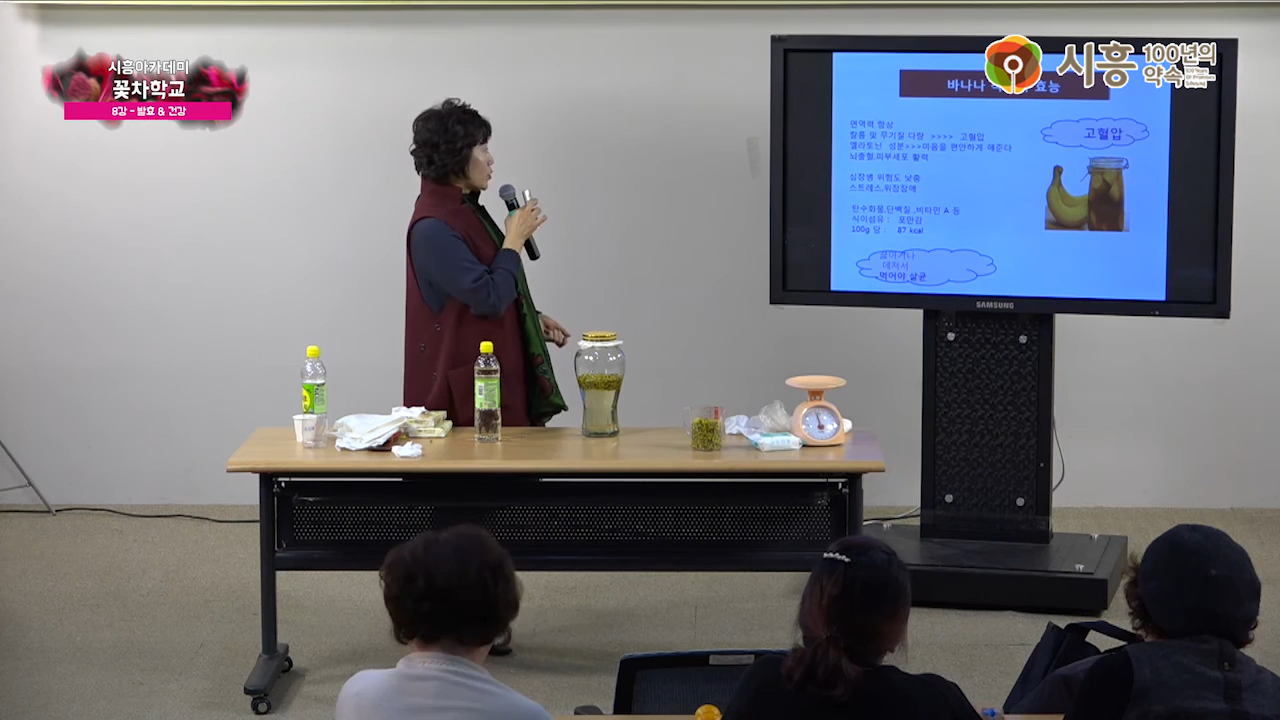 시흥아카데미
꽃차학교
8강 - 발효 & 건강
시흥
100년의
약속
바나나
효능
면역력 향상
칼륨 및 무기질 다량 >>>> 고혈압
멜라토닌 성분>>>마음을 편안하게 해준다
뇌출혈,피부세포 활력
심장병 위험도 낮춤
스트레스,위장장애
탄수화물,단백질 ,비타민 A 등
식이섬유 : 포만감
100g 당 : 87 kcal
고혈압
끓이거나
데쳐서
먹어야 살균
SAMSUNG